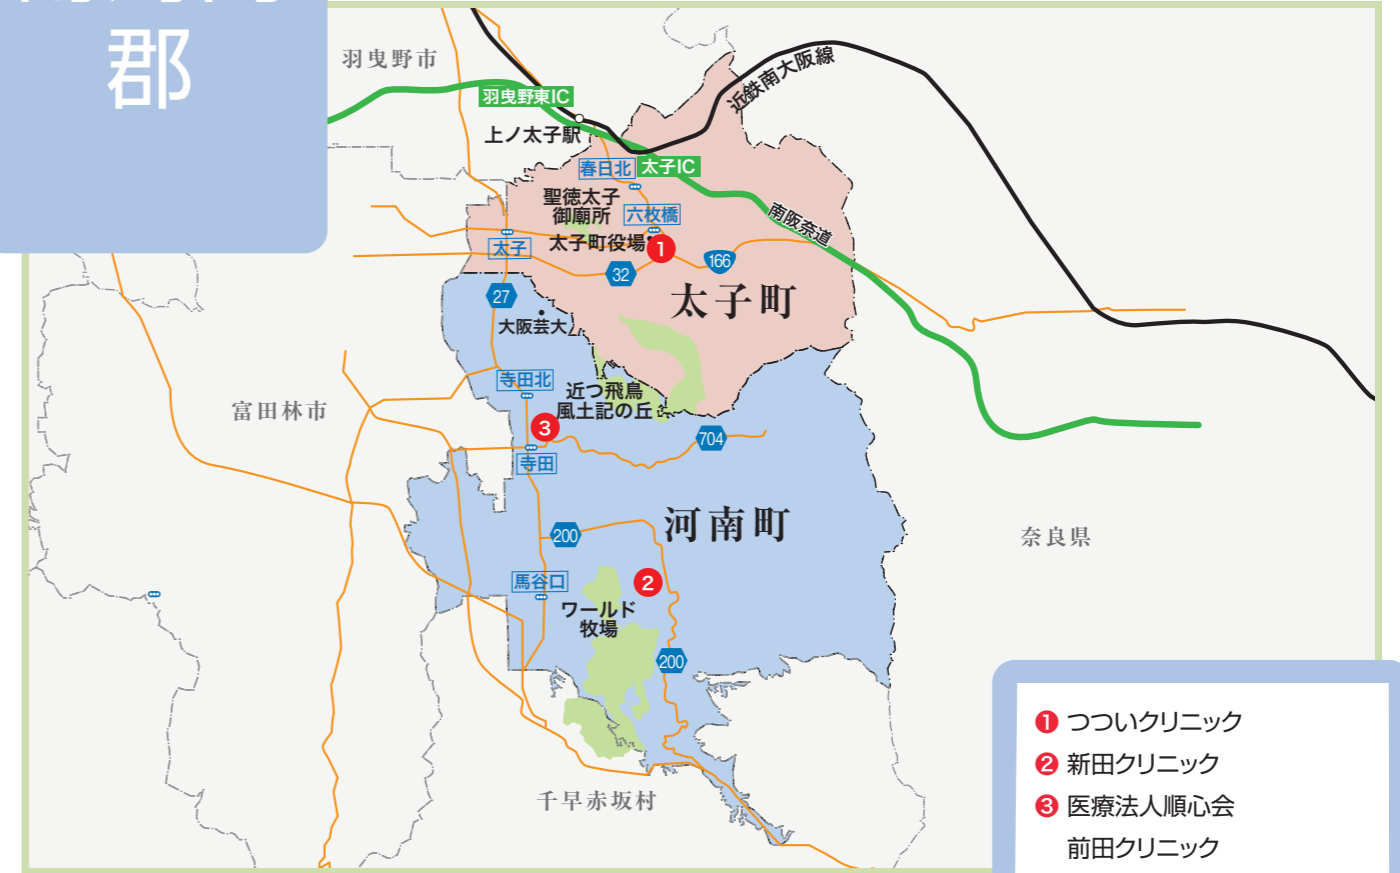 郡
羽曳野市
近鉄南大阪線
羽曳野東IC
上ノ太子駅
春日北
太子IC
聖徳太子
御廟所
六枚橋
南阪奈道
太子
太子町役場
1
32
166
27
太子町
大阪芸大
寺田北
近つ飛鳥
風土記の丘
富田林市
3
704
寺田
河南町
200
奈良県
馬谷口
2
ワールド
牧場
200
千早赤坂村
1 つついクリニック
2 新田クリニック
3 医療法人順心会
前田クリニック